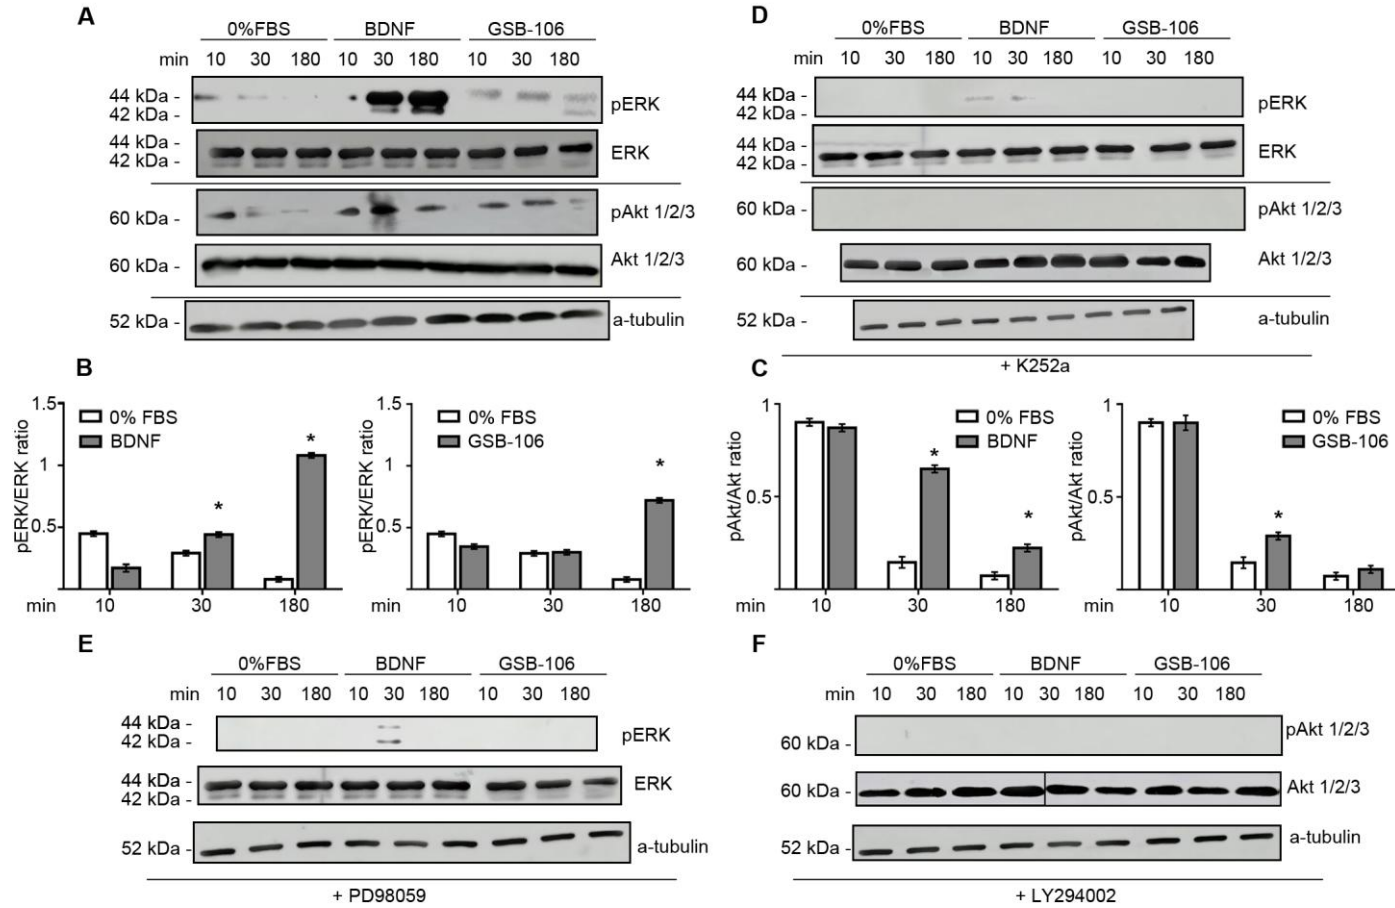 A
0%FBS BDNF GSB-106
min 10 30 180 10 30 180 10 30 180
44 kDa -
42 kDa -
pERK
44 kDa -
42 kDa -
ERK
60 kDa -
pAkt 1/2/3
60 kDa -
Akt 1/2/3
52 kDa -
a-tubulin
D
0%FBS BDNF GSB-106
min 10 30 180 10 30 180 10 30 180
44 kDa -
42 kDa -
pERK
44 kDa -
42 kDa -
ERK
60 kDa -
pAkt 1/2/3
60 kDa -
Akt 1/2/3
52 kDa -
a-tubulin
+ K252a
B
pERK/ERK ratio
1.5
1
0.5
0% FBS
BDNF
*
*
min 10 30 180
pERK/ERK ratio
1.5
1
0.5
0% FBS
GSB-106
*
min 10 30 180
C
pAkt/Akt ratio
1
0.5
0% FBS
BDNF
*
*
min 10 30 180
pAkt/Akt ratio
1
0.5
0% FBS
GSB-106
*
min 10 30 180
E
0%FBS BDNF GSB-106
min 10 30 180 10 30 180 10 30 180
44 kDa -
42 kDa -
pERK
44 kDa -
42 kDa -
ERK
52 kDa -
a-tubulin
+ PD98059
F
0%FBS BDNF GSB-106
min 10 30 180 10 30 180 10 30 180
60 kDa -
pAkt 1/2/3
60 kDa -
Akt 1/2/3
52 kDa -
a-tubulin
+ LY294002